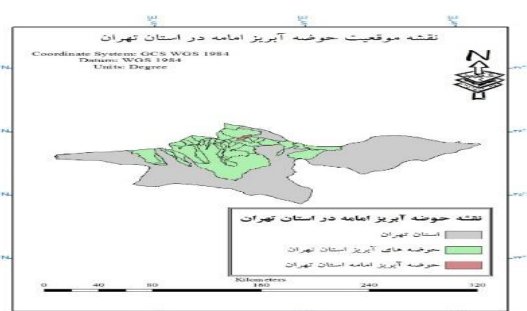 نقشه موقعیت حوضه آبریز امامه در استان تهران
Coordinate System: GCS WGS 1984
Datum: WGS 1984
Units: Degree
N
نقشه حوضه آبریز امامه در استان تهران
استان تهران
حوضه های آبریز استان تهران
حوضه آبریز امامه استان تهران
Kilometers
0 40 80 160 240 320